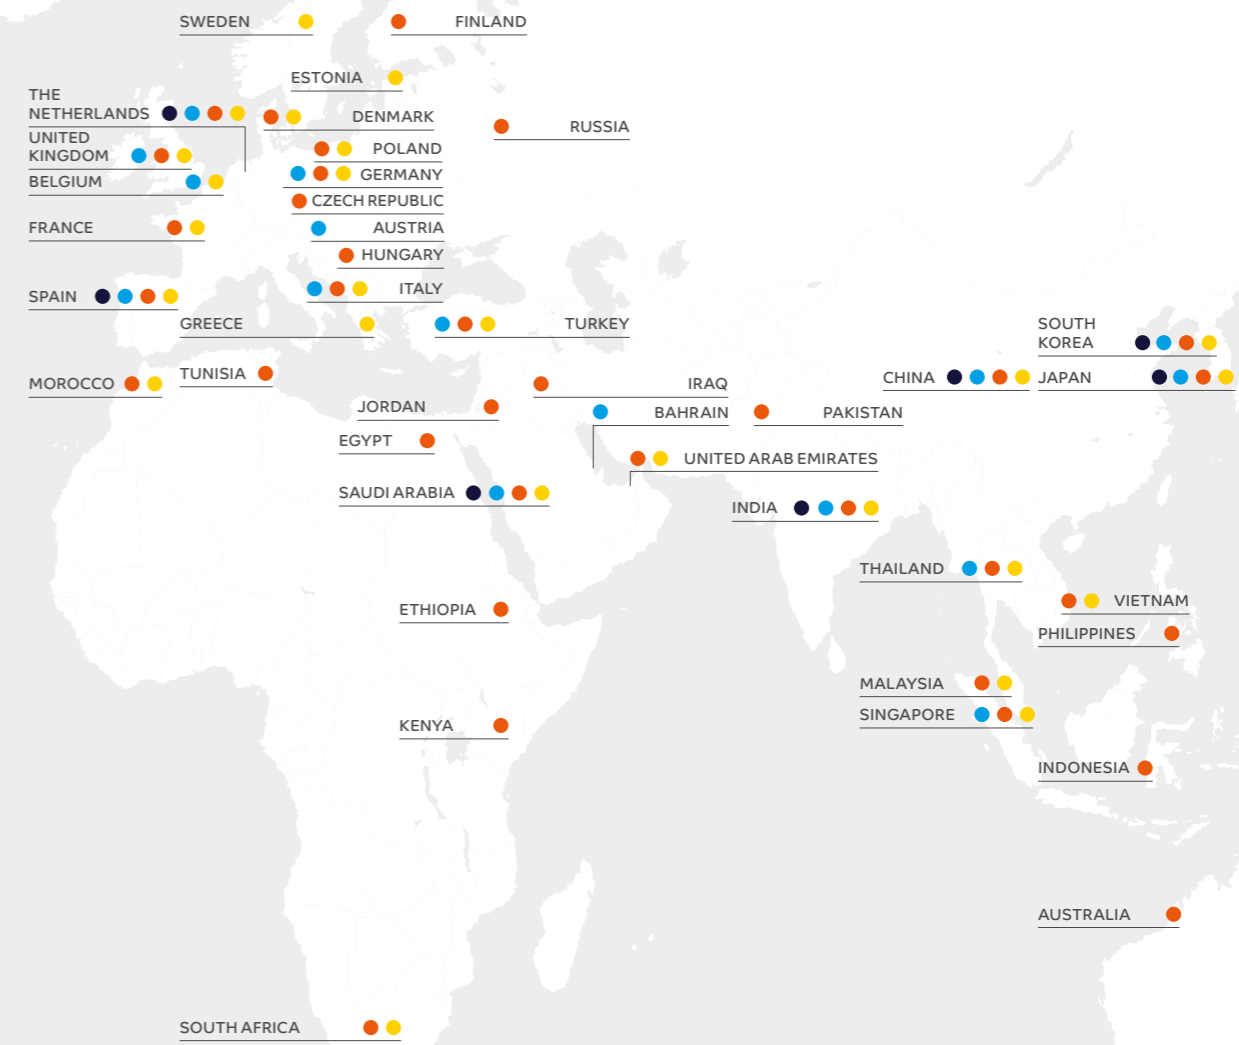 SWEDEN
FINLAND
ESTONIA
THE
NETHERLANDS
DENMARK
RUSSIA
UNITED
KINGDOM
POLAND
BELGIUM
GERMANY
CZECH REPUBLIC
FRANCE
AUSTRIA
HUNGARY
SPAIN
ITALY
GREECE
TURKEY
SOUTH
KOREA
MOROCCO
TUNISIA
IRAQ
CHINA
JAPAN
JORDAN
BAHRAIN
PAKISTAN
EGYPT
UNITED ARAB EMIRATES
SAUDI ARABIA
INDIA
THAILAND
ETHIOPIA
VIETNAM
PHILIPPINES
MALAYSIA
SINGAPORE
KENYA
INDONESIA
AUSTRALIA
SOUTH AFRICA